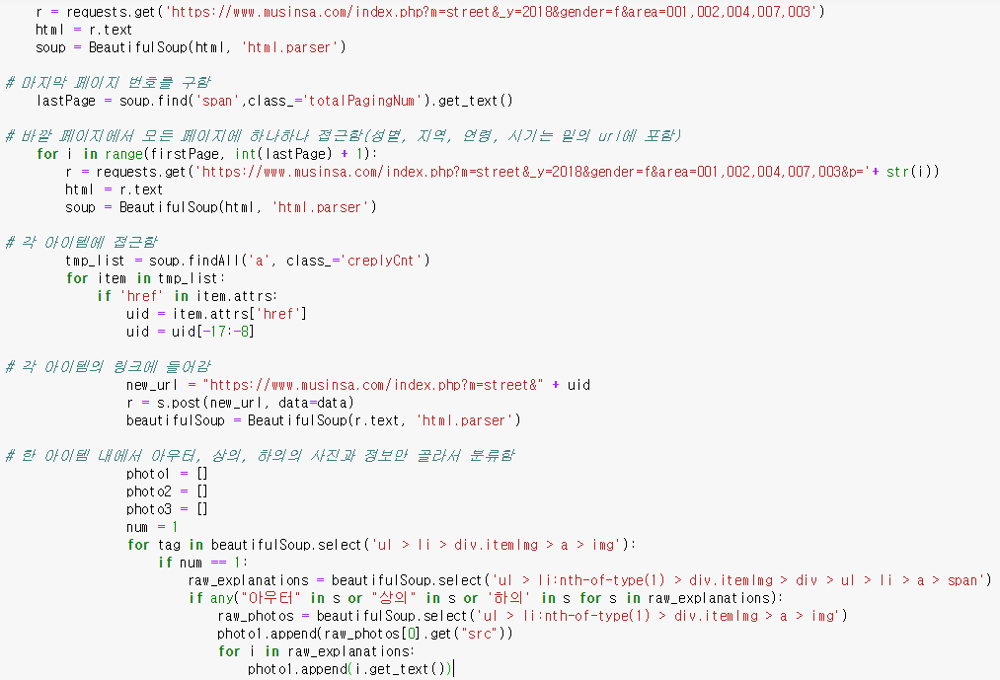 r = requests.get('https://www.musinsa.com/index.php?m=street&_y=2018&gender=f&area=001,002,004,007,003')
html = r.text
soup = BeautifulSoup(html, 'html.parser')
# 마지막 페이지 번호를 구함
lastPage = soup.find('span',class_='totalPagingNum').get_text()
# 바깥 페이지에서 모든 페이지에 하나하나 접근함(성별, 지역, 연령, 시기는 밑의 url에 포함)
for i in range(firstPage, int(lastPage) + 1):
r = requests.get('https://www.musinsa.com/index.php?m=street&_y=2018&gender=f&area=001,002,004,007,003&p='+ str(i))
html = r.text
soup = BeautifulSoup(html, 'html.parser')
# 각 아이템에 접근함
tmp_list = soup.findAll('a', class_='creplyCnt')
for item in tmp_list:
if 'href' in item.attrs:
uid = item.attrs['href']
uid = uid[-17:-8]
# 각 아이템의 링크에 들어감
new_url = "https://www.musinsa.com/index.php?m=street&" + uid
r = s.post(new_url, data=data)
beautifulSoup = BeautifulSoup(r.text, 'html.parser')
# 한 아이템 내에서 아우터, 상의, 하의의 사진과 정보만 골라서 분류함
photo1 = []
photo2 = []
photo3 = []
num = 1
for tag in beautifulSoup.select('ul > li > div.itemImg > a > img'):
if num == 1:
raw_explanations = beautifulSoup.select('ul > li:nth-of-type(1) > div.itemImg > div > ul > li > a > span')
if any("아우터" in s or "상의" in s or '하의' in s for s in raw_explanations):
raw_photos = beautifulSoup.select('ul > li:nth-of-type(1) > div.itemImg > a > img')
photo1.append(raw_photos[0].get("src"))
for i in raw_explanations:
photo1.append(i.get_text())